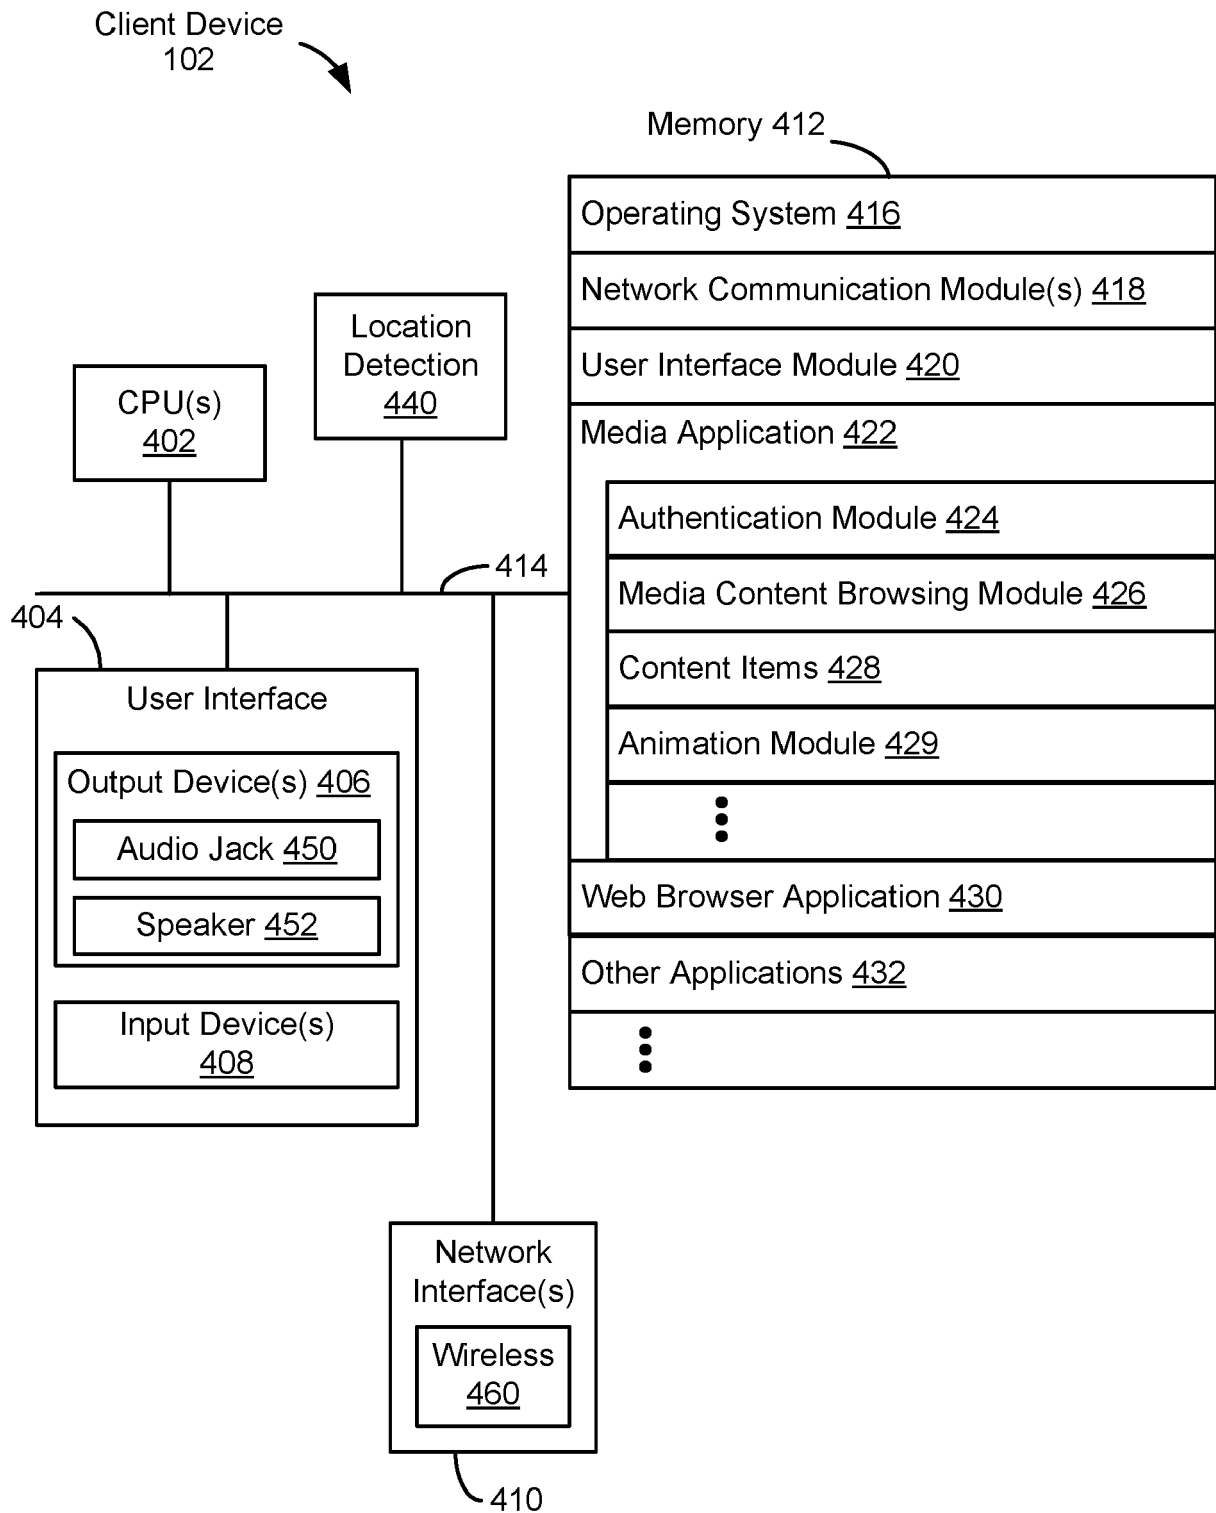 Client Device
102
Memory 412
Operating System 416
Network Communication Module(s) 418
User Interface Module 420
Media Application 422
Authentication Module 424
Media Content Browsing Module 426
Content Items 428
Animation Module 429
Web Browser Application 430
Other Applications 432
Location
Detection
440
CPU(s)
402
414
404
User Interface
Output Device(s) 406
Audio Jack 450
Speaker 452
Input Device(s)
408
Network
Interface(s)
Wireless
460
410